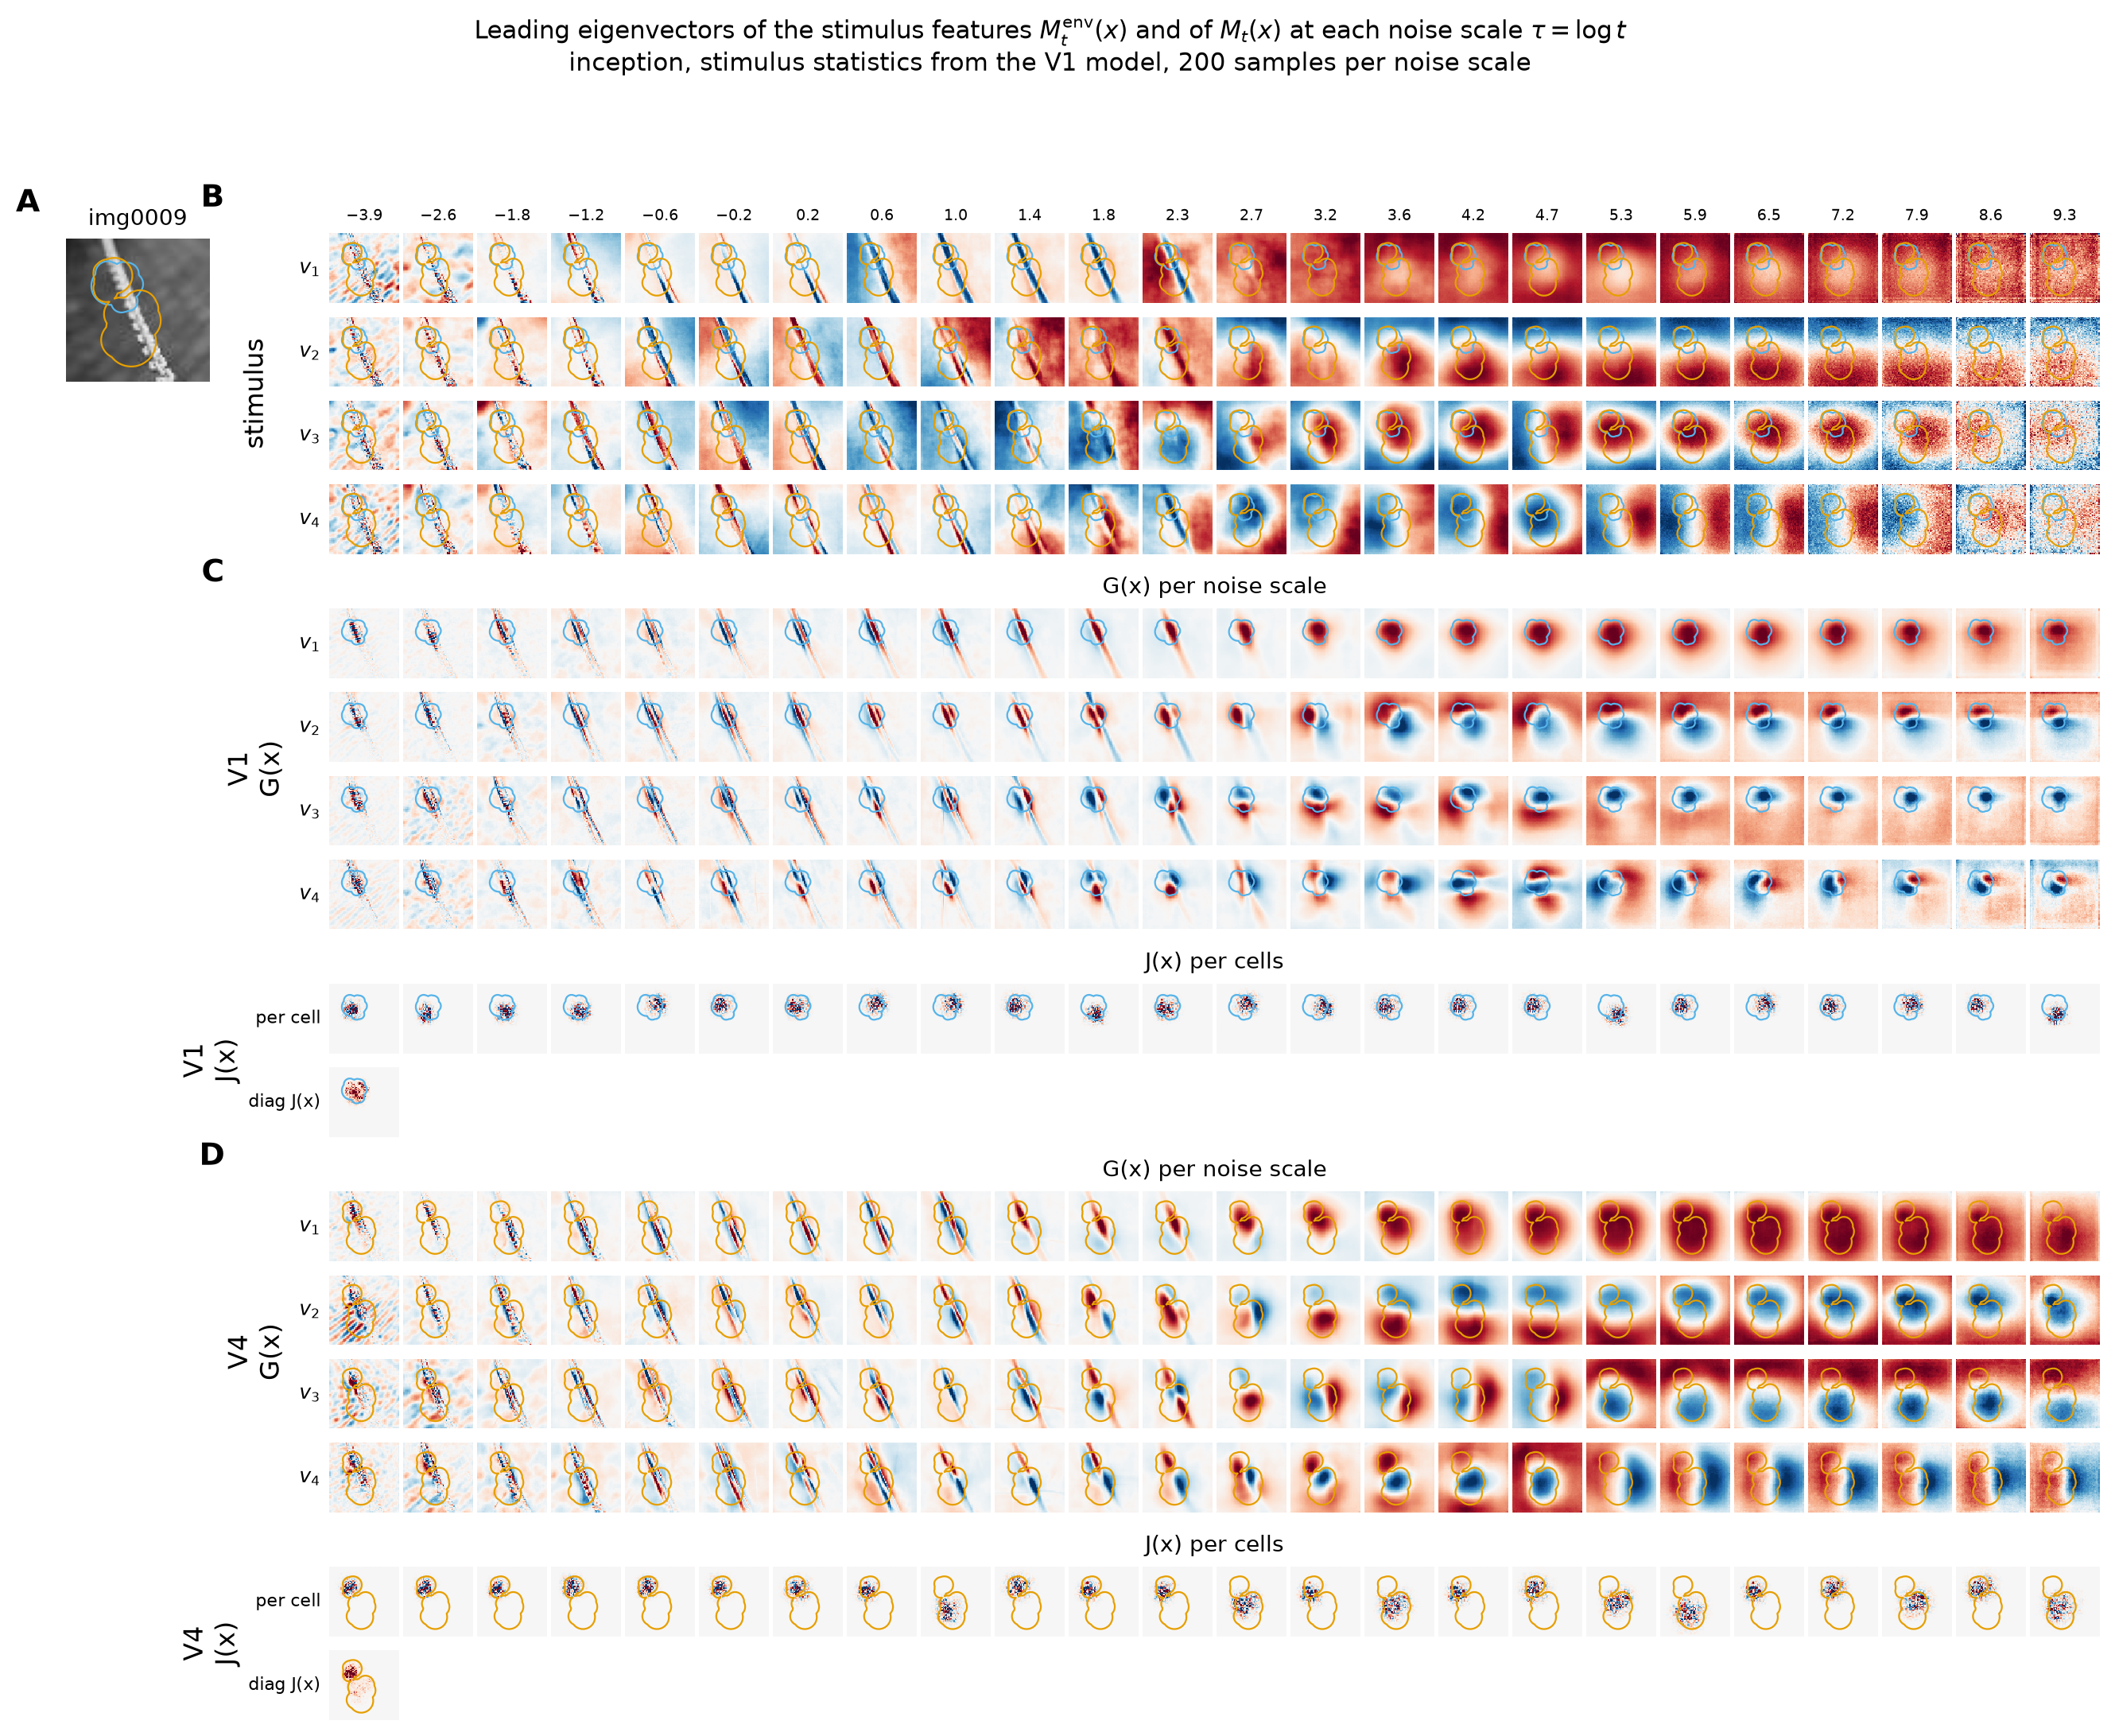 Leading eigenvectors of the stimulus features $M_t^{\mathrm{env}}(x)$ and of $M_t(x)$ at each noise scale $\tau = \log t$
inception, stimulus statistics from the V1 model, 200 samples per noise scale
A
img0009
B
−3.9 −2.6 −1.8 −1.2 −0.6 −0.2 0.2 0.6 1.0 1.4 1.8 2.3 2.7 3.2 3.6 4.2 4.7 5.3 5.9 6.5 7.2 7.9 8.6 9.3
stimulus
v₁
v₂
v₃
v₄
C
G(x) per noise scale
V1
G(x)
v₁
v₂
v₃
v₄
J(x) per cells
V1
J(x)
per cell
diag J(x)
D
G(x) per noise scale
V4
G(x)
v₁
v₂
v₃
v₄
J(x) per cells
V4
J(x)
per cell
diag J(x)